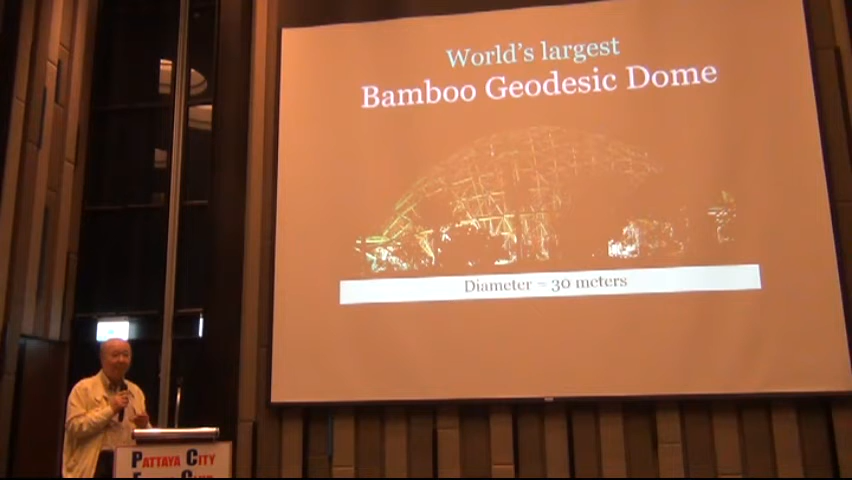 World's largest
Bamboo Geodesic Dome
Diameter ~ 30 meters
PATTAYA CITY